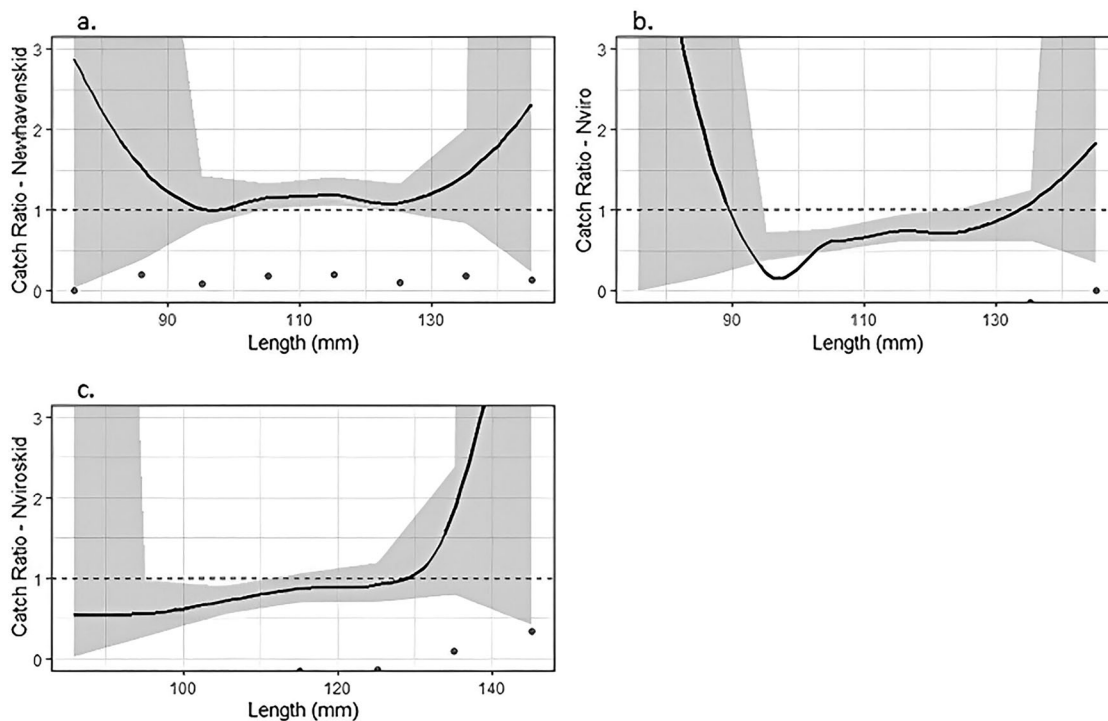 a.
3
2
1
0
Catch Ratio - Newhavenskid
90
110
130
Length (mm)
b.
3
2
1
0
Catch Ratio - Nviro
90
110
130
Length (mm)
c.
3
2
1
0
Catch Ratio - Nviroskid
100
120
140
Length (mm)